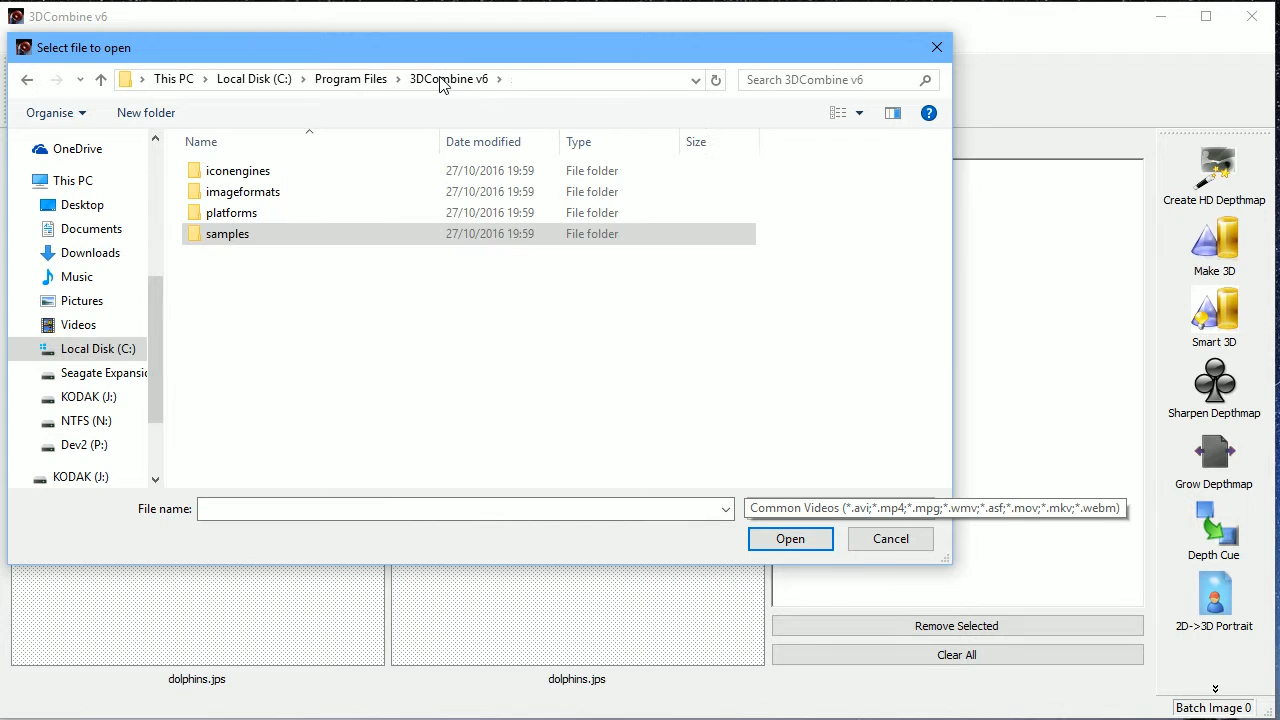 3DCombine v6
Select file to open
This PC
Local Disk (C:)
Program Files
3DCombine v6
Search 3DCombine v6
Organise
New folder
Name
Date modified
Type
Size
iconengines 27/10/2016 19:59 File folder
imageformats 27/10/2016 19:59 File folder
platforms 27/10/2016 19:59 File folder
samples 27/10/2016 19:59 File folder
OneDrive
This PC
Desktop
Documents
Downloads
Music
Pictures
Videos
Local Disk (C:)
Seagate Expansio
KODAK (J:)
NTFS (N:)
Dev2 (P:)
KODAK (J:)
File name:
Common Videos (*.avi;*.mp4;*.mpg;*.wmv;*.asf;*.mov;*.mkv;*.webm)
Open
Cancel
Create HD Depthmap
Make 3D
Smart 3D
Sharpen Depthmap
Grow Depthmap
Depth Cue
2D->3D Portrait
Remove Selected
Clear All
dolphins.jps
dolphins.jps
Batch Image 0